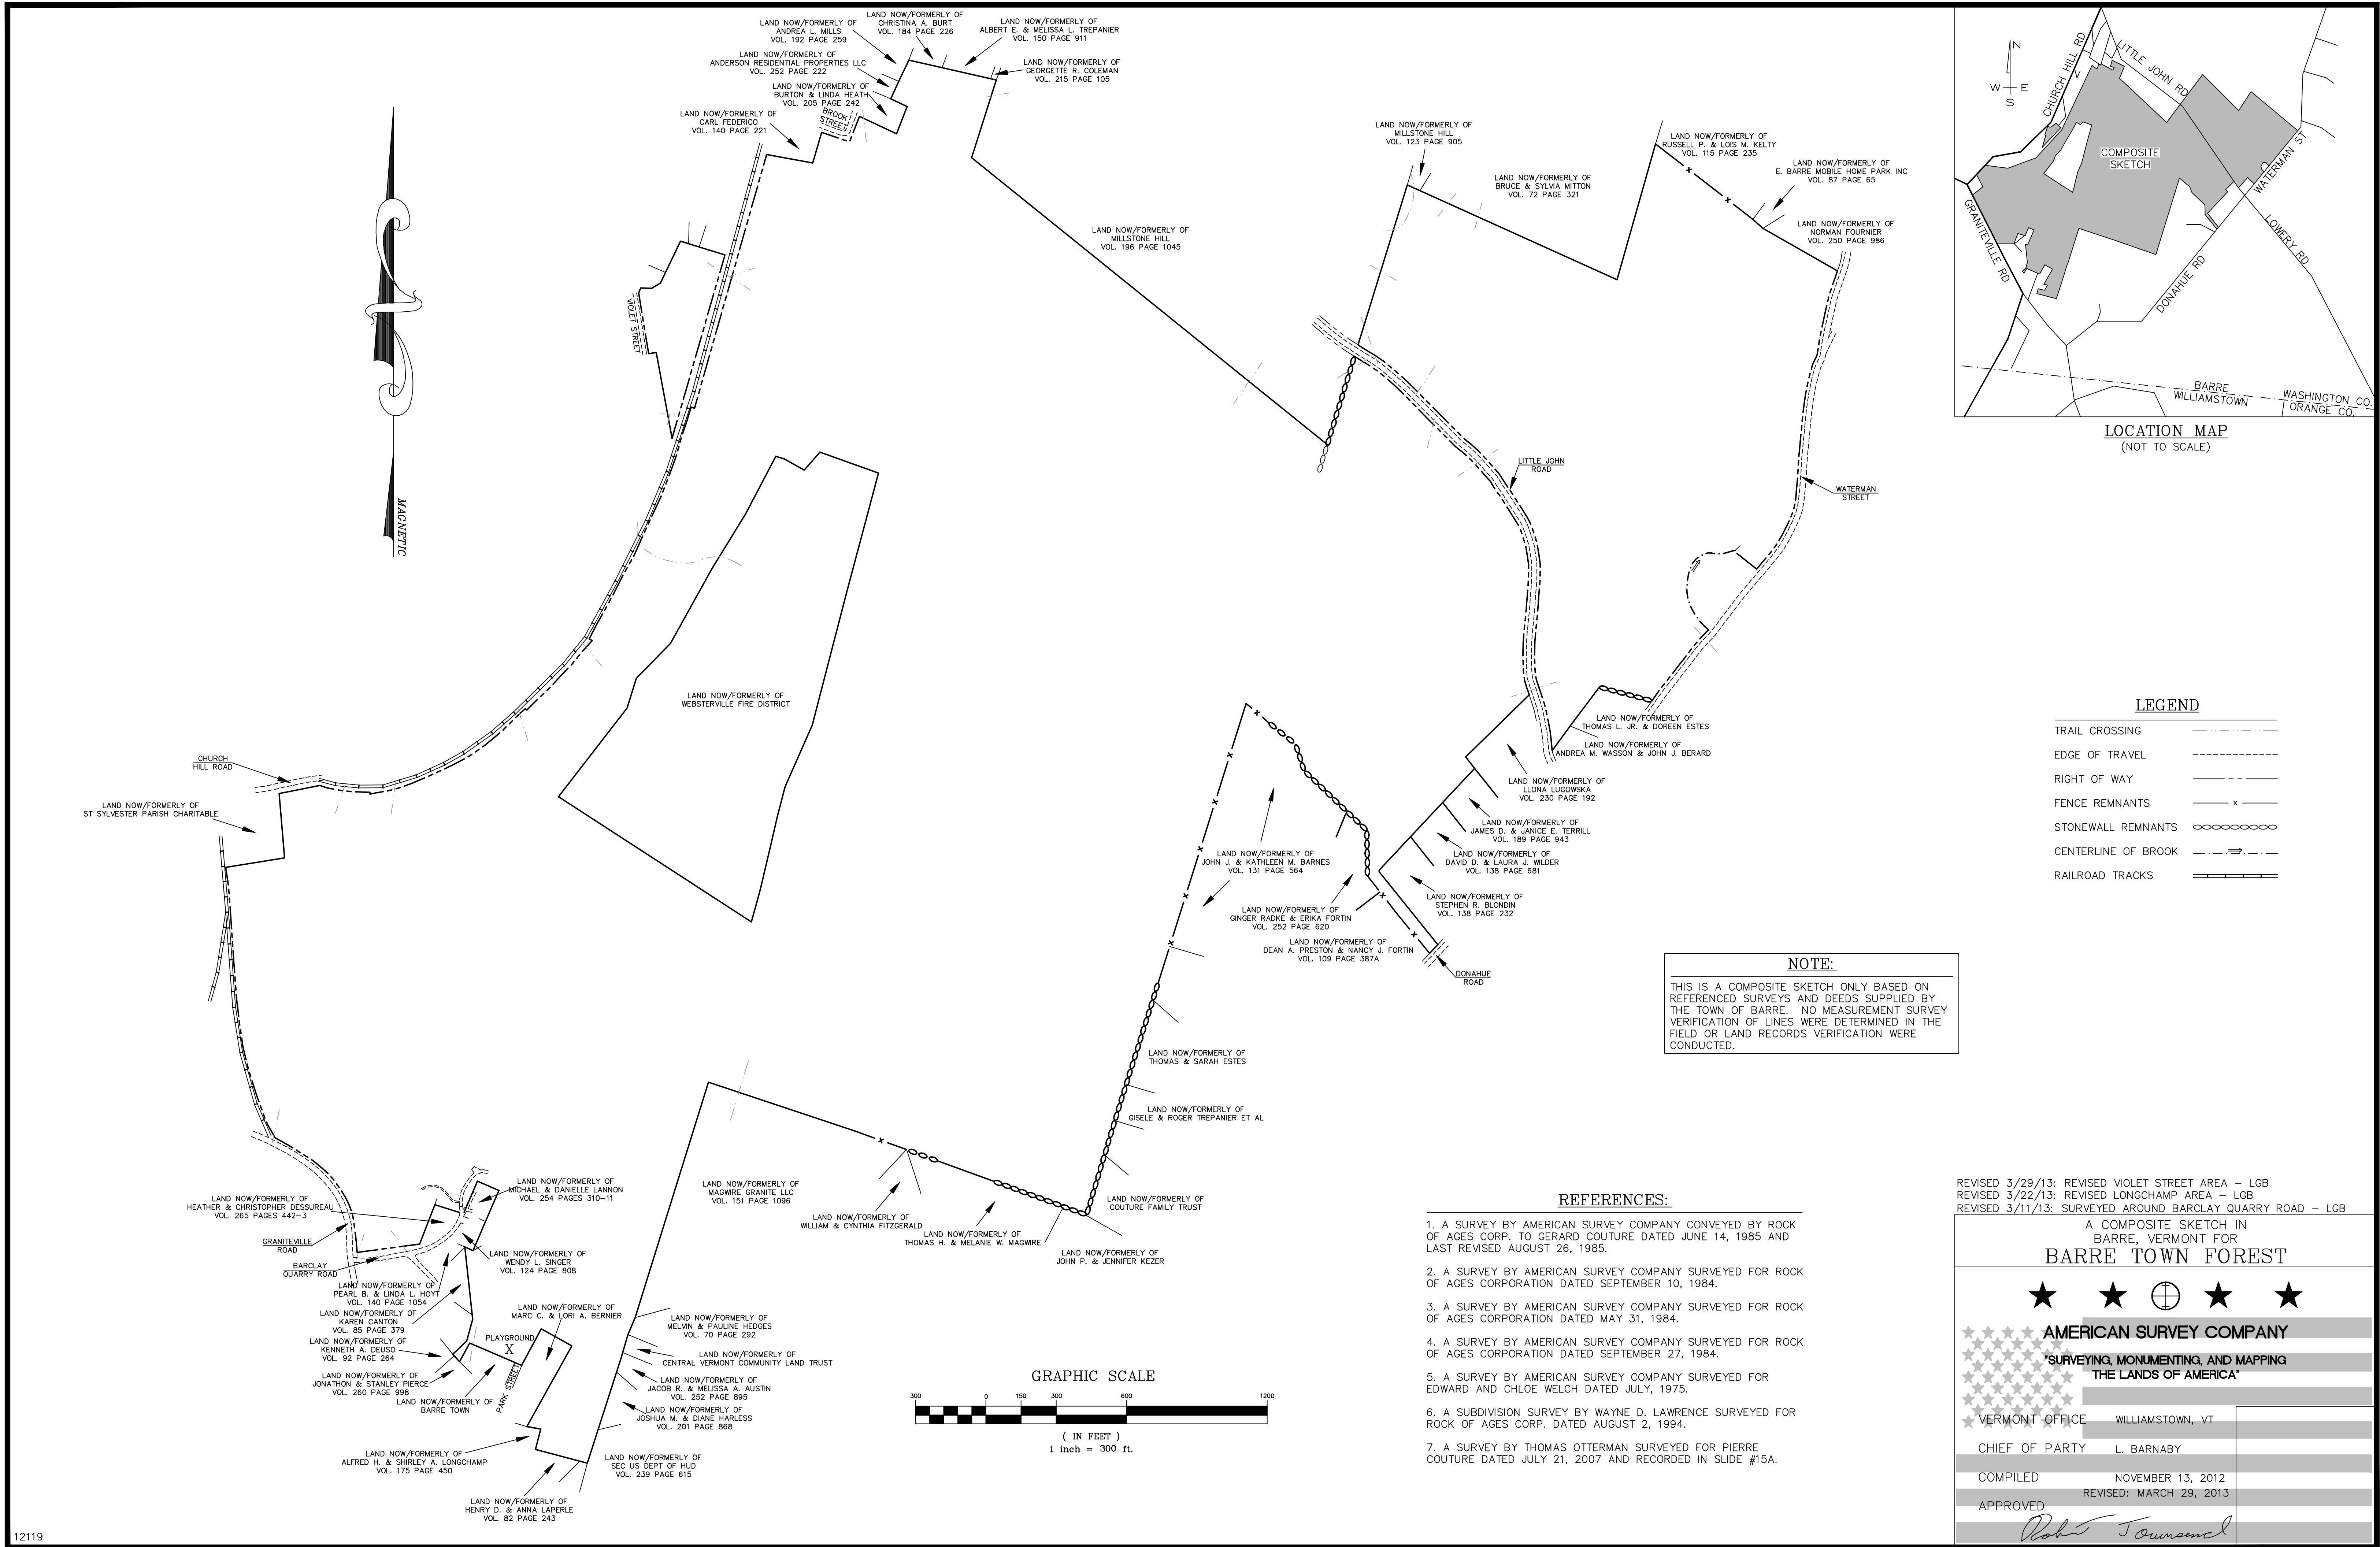 LAND NOW/FORMERLY OF
ANDREA L. MILLS
VOL. 192 PAGE 259
LAND NOW/FORMERLY OF
CHRISTINA A. BURT
VOL. 184 PAGE 226
LAND NOW/FORMERLY OF
ALBERT E. & MELISSA L. TREPANIER
VOL. 150 PAGE 911
LAND NOW/FORMERLY OF
ANDERSON RESIDENTIAL PROPERTIES LLC
VOL. 252 PAGE 222
LAND NOW/FORMERLY OF
GEORGETTE R. COLEMAN
VOL. 215 PAGE 105
LAND NOW/FORMERLY OF
BURTON & LINDA HEATH
VOL. 205 PAGE 242
BROOK
STREET
LAND NOW/FORMERLY OF
CARL FEDERICO
VOL. 140 PAGE 221
LAND NOW/FORMERLY OF
MILLSTONE HILL
VOL. 123 PAGE 905
LAND NOW/FORMERLY OF
RUSSELL P. & LOIS M. KELTY
VOL. 115 PAGE 235
LAND NOW/FORMERLY OF
E. BARRE MOBILE HOME PARK INC
VOL. 87 PAGE 65
LAND NOW/FORMERLY OF
BRUCE & SYLVIA MITTON
VOL. 72 PAGE 321
LAND NOW/FORMERLY OF
NORMAN FOURNIER
VOL. 250 PAGE 986
LAND NOW/FORMERLY OF
MILLSTONE HILL
VOL. 196 PAGE 1045
VIOLET STREET
MAGNETIC
LITTLE JOHN
ROAD
WATERMAN
STREET
LAND NOW/FORMERLY OF
WEBSTERVILLE FIRE DISTRICT
CHURCH
HILL ROAD
LAND NOW/FORMERLY OF
ST SYLVESTER PARISH CHARITABLE
LAND NOW/FORMERLY OF
THOMAS L. JR. & DOREEN ESTES
LAND NOW/FORMERLY OF
ANDREA M. WASSON & JOHN J. BERARD
LAND NOW/FORMERLY OF
LLONA LUGOWSKA
VOL. 230 PAGE 192
LAND NOW/FORMERLY OF
JAMES D. & JANICE E. TERRILL
VOL. 189 PAGE 943
LAND NOW/FORMERLY OF
DAVID D. & LAURA J. WILDER
VOL. 138 PAGE 681
LAND NOW/FORMERLY OF
STEPHEN R. BLONDIN
VOL. 138 PAGE 232
LAND NOW/FORMERLY OF
JOHN J. & KATHLEEN M. BARNES
VOL. 131 PAGE 564
LAND NOW/FORMERLY OF
GINGER RADKE & ERIKA FORTIN
VOL. 252 PAGE 620
LAND NOW/FORMERLY OF
DEAN A. PRESTON & NANCY J. FORTIN
VOL. 109 PAGE 387A
DONAHUE
ROAD
LAND NOW/FORMERLY OF
THOMAS & SARAH ESTES
LAND NOW/FORMERLY OF
GISELE & ROGER TREPANIER ET AL
LAND NOW/FORMERLY OF
COUTURE FAMILY TRUST
LAND NOW/FORMERLY OF
JOHN P. & JENNIFER KEZER
LAND NOW/FORMERLY OF
THOMAS H. & MELANIE W. MAGWIRE
LAND NOW/FORMERLY OF
WILLIAM & CYNTHIA FITZGERALD
LAND NOW/FORMERLY OF
MAGWIRE GRANITE LLC
VOL. 151 PAGE 1096
LAND NOW/FORMERLY OF
MICHAEL & DANIELLE LANNON
VOL. 254 PAGES 310-11
LAND NOW/FORMERLY OF
HEATHER & CHRISTOPHER DESSUREAU
VOL. 265 PAGES 442-3
GRANITEVILLE
ROAD
BARCLAY
QUARRY ROAD
LAND NOW/FORMERLY OF
WENDY L. SINGER
VOL. 124 PAGE 808
LAND NOW/FORMERLY OF
PEARL B. & LINDA L. HOYT
VOL. 140 PAGE 1054
LAND NOW/FORMERLY OF
KAREN CANTON
VOL. 85 PAGE 379
LAND NOW/FORMERLY OF
MARC C. & LORI A. BERNIER
PLAYGROUND
X
LAND NOW/FORMERLY OF
KENNETH A. DEUSO
VOL. 92 PAGE 264
LAND NOW/FORMERLY OF
JONATHON & STANLEY PIERCE
VOL. 260 PAGE 998
LAND NOW/FORMERLY OF
BARRE TOWN
PARK STREET
LAND NOW/FORMERLY OF
MELVIN & PAULINE HEDGES
VOL. 70 PAGE 292
LAND NOW/FORMERLY OF
CENTRAL VERMONT COMMUNITY LAND TRUST
LAND NOW/FORMERLY OF
JACOB R. & MELISSA A. AUSTIN
VOL. 252 PAGE 895
LAND NOW/FORMERLY OF
JOSHUA M. & DIANE HARLESS
VOL. 201 PAGE 868
LAND NOW/FORMERLY OF
SEC US DEPT OF HUD
VOL. 239 PAGE 615
LAND NOW/FORMERLY OF
ALFRED H. & SHIRLEY A. LONGCHAMP
VOL. 175 PAGE 450
LAND NOW/FORMERLY OF
HENRY D. & ANNA LAPERLE
VOL. 82 PAGE 243
GRAPHIC SCALE
300 0 150 300 600 1200
( IN FEET )
1 inch = 300 ft.
12119
N
W E
S
CHURCH HILL RD
LITTLE JOHN RD
COMPOSITE
SKETCH
WATERMAN ST
GRANITEVILLE RD
LOWERY RD
DONAHUE RD
BARRE
WILLIAMSTOWN
WASHINGTON CO.
ORANGE CO.
LOCATION MAP
(NOT TO SCALE)
LEGEND
TRAIL CROSSING
EDGE OF TRAVEL
RIGHT OF WAY
FENCE REMNANTS
STONEWALL REMNANTS
CENTERLINE OF BROOK
RAILROAD TRACKS
NOTE:
THIS IS A COMPOSITE SKETCH ONLY BASED ON
REFERENCED SURVEYS AND DEEDS SUPPLIED BY
THE TOWN OF BARRE. NO MEASUREMENT SURVEY
VERIFICATION OF LINES WERE DETERMINED IN THE
FIELD OR LAND RECORDS VERIFICATION WERE
CONDUCTED.
REFERENCES:
1. A SURVEY BY AMERICAN SURVEY COMPANY CONVEYED BY ROCK
OF AGES CORP. TO GERARD COUTURE DATED JUNE 14, 1985 AND
LAST REVISED AUGUST 26, 1985.
2. A SURVEY BY AMERICAN SURVEY COMPANY SURVEYED FOR ROCK
OF AGES CORPORATION DATED SEPTEMBER 10, 1984.
3. A SURVEY BY AMERICAN SURVEY COMPANY SURVEYED FOR ROCK
OF AGES CORPORATION DATED MAY 31, 1984.
4. A SURVEY BY AMERICAN SURVEY COMPANY SURVEYED FOR ROCK
OF AGES CORPORATION DATED SEPTEMBER 27, 1984.
5. A SURVEY BY AMERICAN SURVEY COMPANY SURVEYED FOR
EDWARD AND CHLOE WELCH DATED JULY, 1975.
6. A SUBDIVISION SURVEY BY WAYNE D. LAWRENCE SURVEYED FOR
ROCK OF AGES CORP. DATED AUGUST 2, 1994.
7. A SURVEY BY THOMAS OTTERMAN SURVEYED FOR PIERRE
COUTURE DATED JULY 21, 2007 AND RECORDED IN SLIDE #15A.
REVISED 3/29/13: REVISED VIOLET STREET AREA - LGB
REVISED 3/22/13: REVISED LONGCHAMP AREA - LGB
REVISED 3/11/13: SURVEYED AROUND BARCLAY QUARRY ROAD - LGB
A COMPOSITE SKETCH IN
BARRE, VERMONT FOR
BARRE TOWN FOREST
AMERICAN SURVEY COMPANY
"SURVEYING, MONUMENTING, AND MAPPING
THE LANDS OF AMERICA"
VERMONT OFFICE WILLIAMSTOWN, VT
CHIEF OF PARTY L. BARNABY
COMPILED NOVEMBER 13, 2012
REVISED: MARCH 29, 2013
APPROVED
Robin Townsend